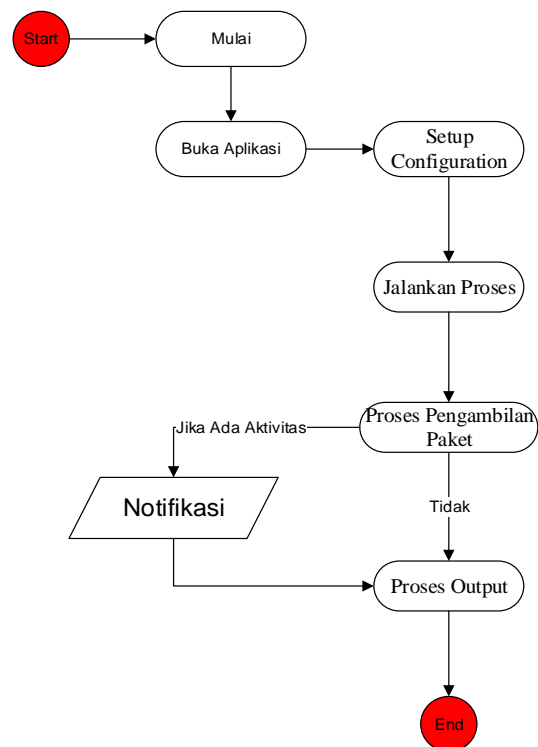 Start
Mulai
Buka Aplikasi
Setup
Configuration
Jalankan Proses
Proses Pengambilan
Paket
Jika Ada Aktivitas
Notifikasi
Tidak
Proses Output
End